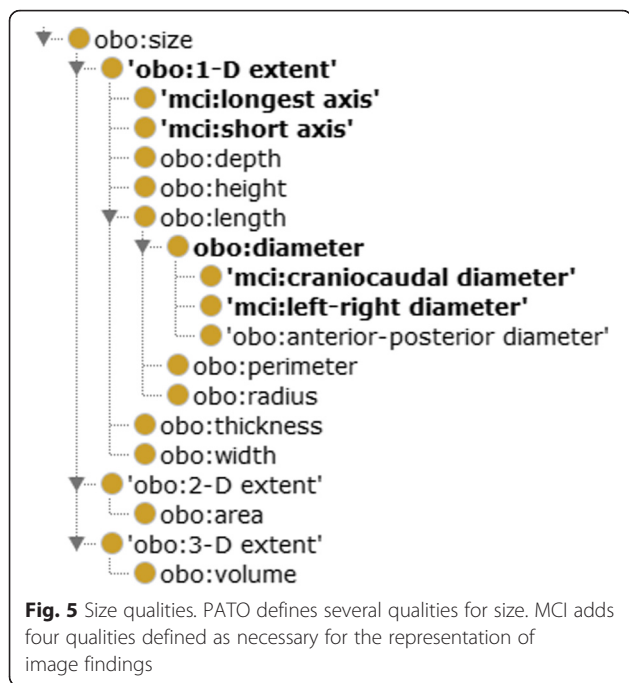 obo:size
'obo:1-D extent'
'mci:longest axis'
'mci:short axis'
obo:depth
obo:height
obo:length
obo:diameter
'mci:craniocaudal diameter'
'mci:left-right diameter'
'obo:anterior-posterior diameter'
obo:perimeter
obo:radius
obo:thickness
obo:width
'obo:2-D extent'
obo:area
'obo:3-D extent'
obo:volume
Fig. 5 Size qualities. PATO defines several qualities for size. MCI adds
four qualities defined as necessary for the representation of
image findings